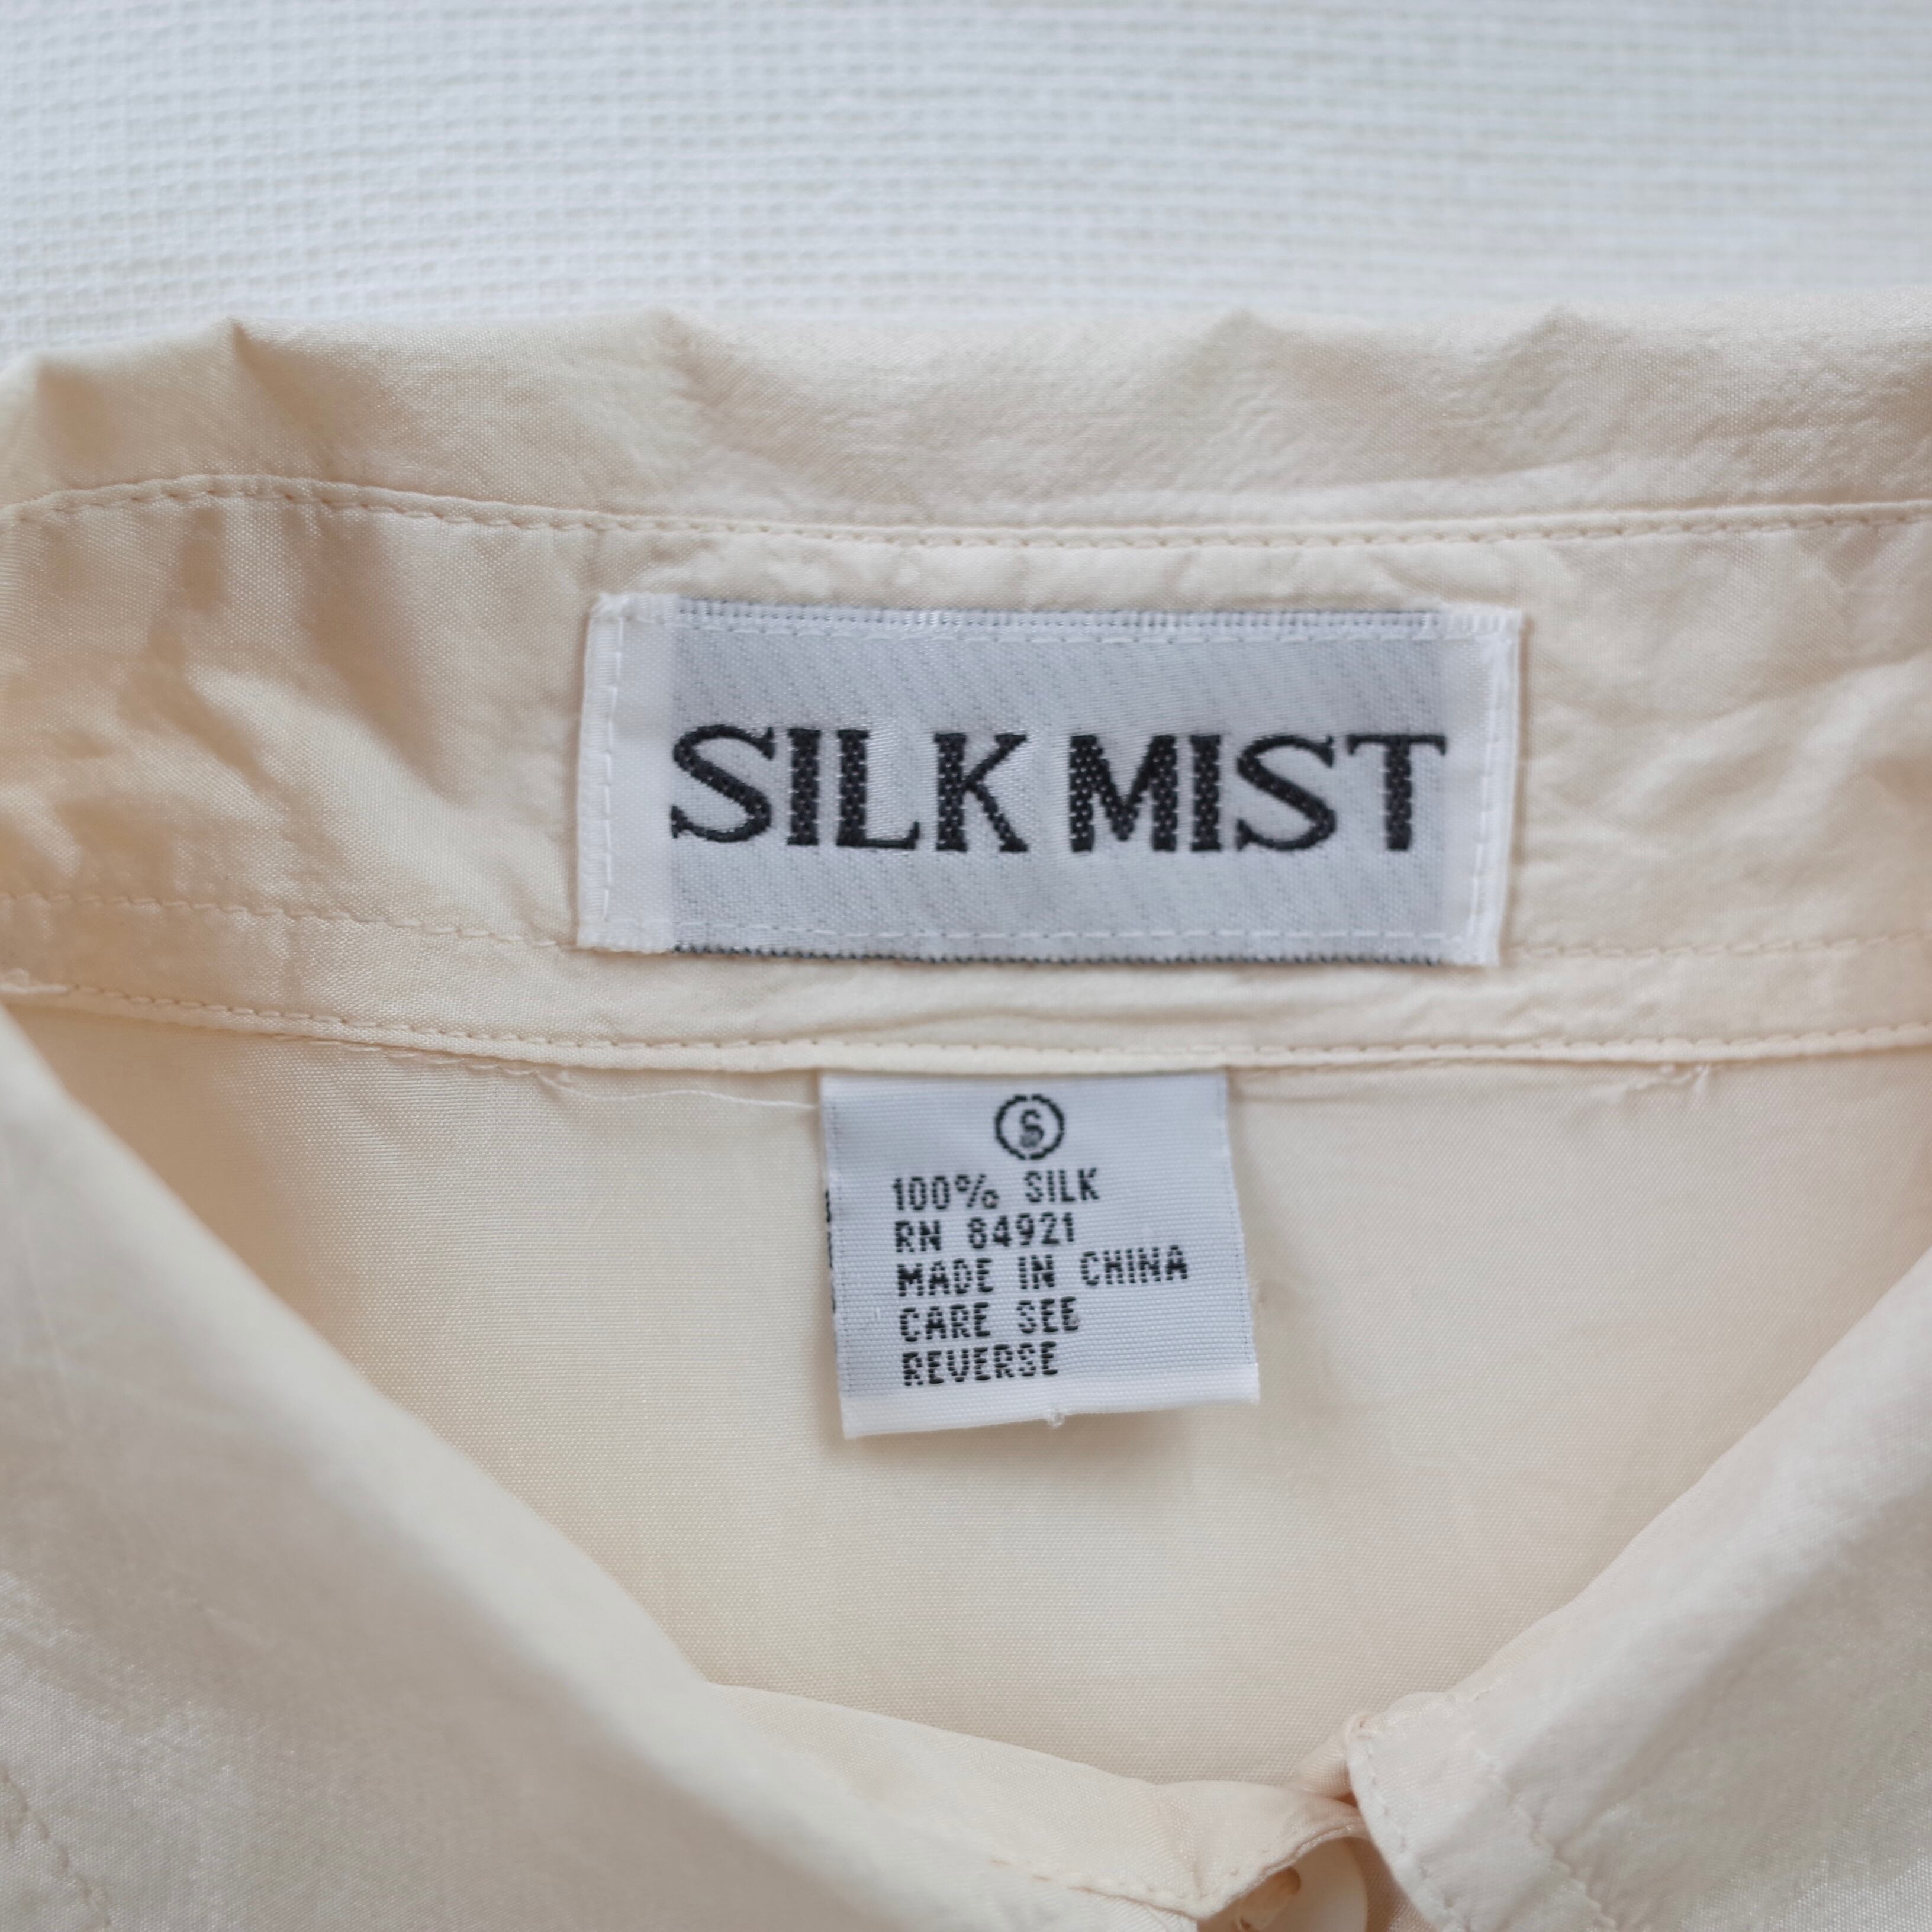 SILK MIST
S
100% SILK
RN 84921
MADE IN CHINA
CARE SEE
REVERSE